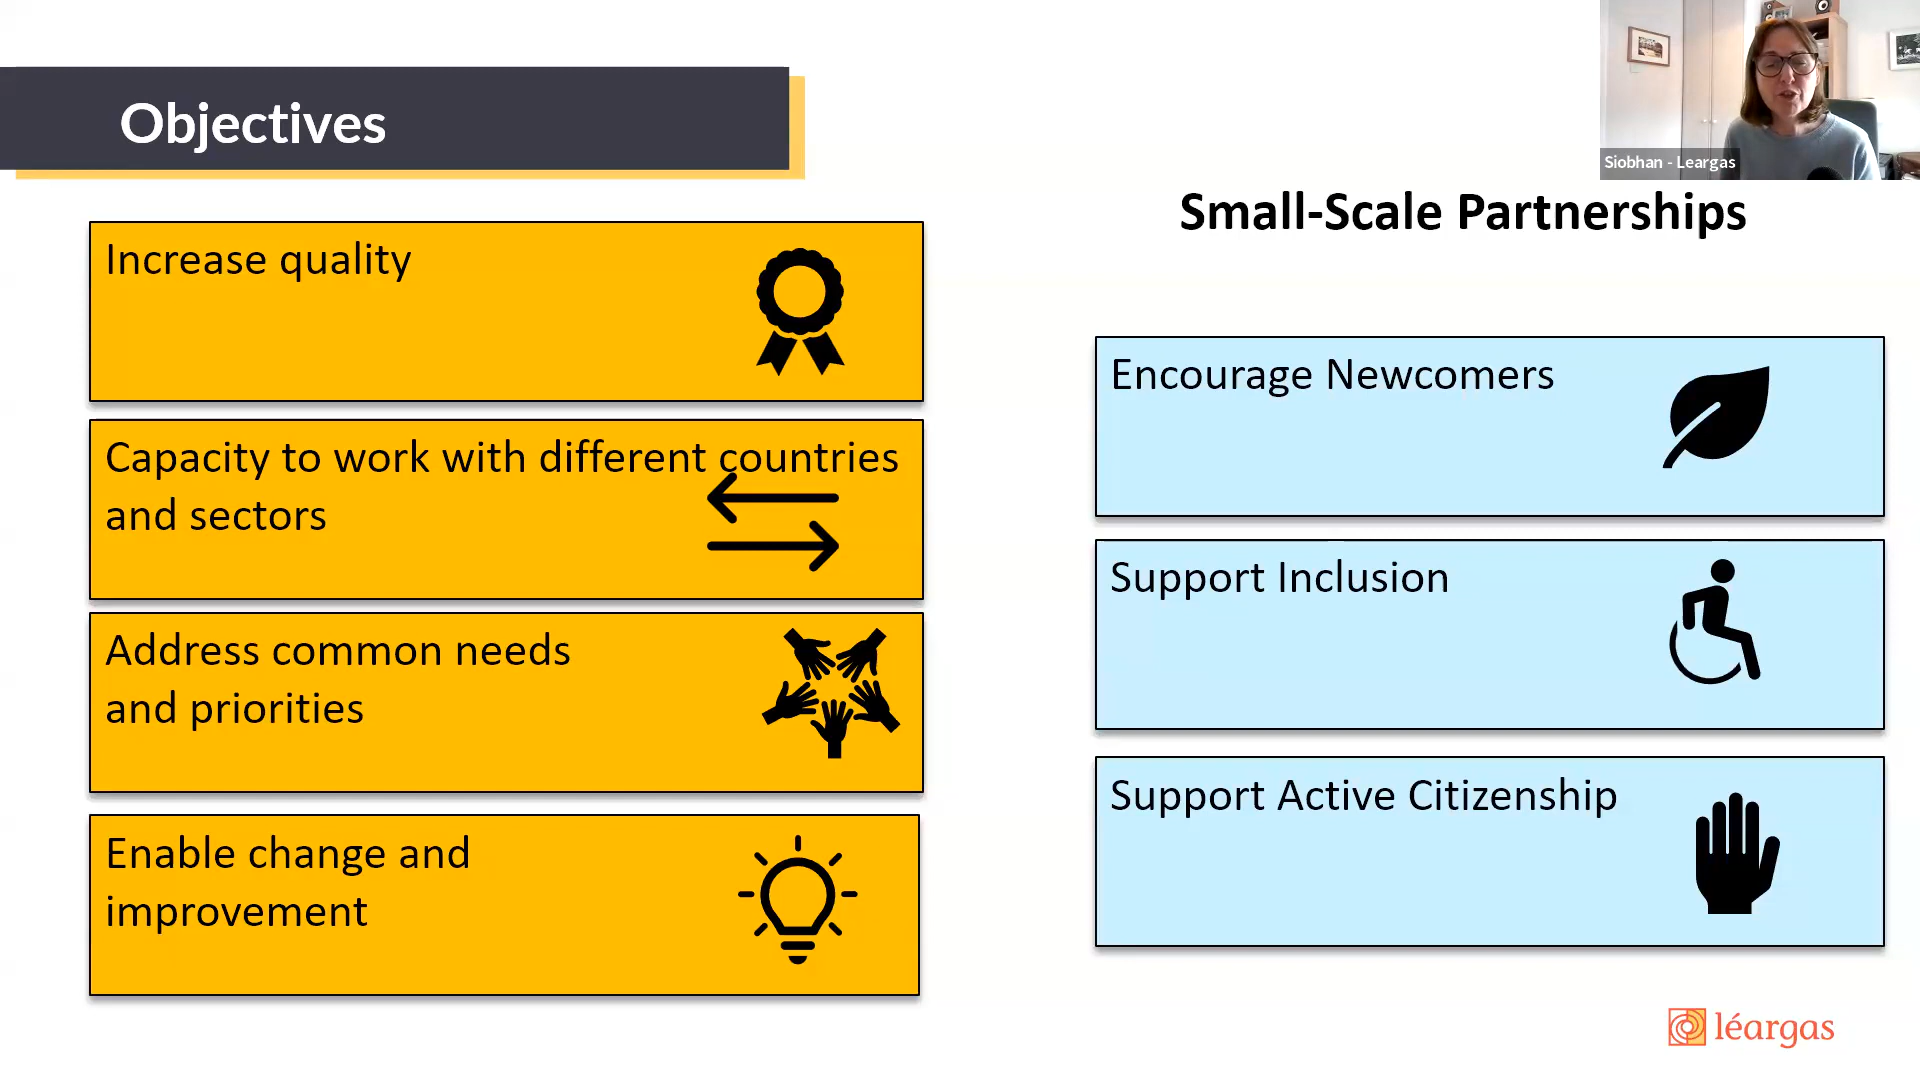 Objectives
Siobhan - Leargas
Small-Scale Partnerships
Increase quality
Capacity to work with different countries
and sectors
Address common needs
and priorities
Enable change and
improvement
Encourage Newcomers
Support Inclusion
Support Active Citizenship
léargas